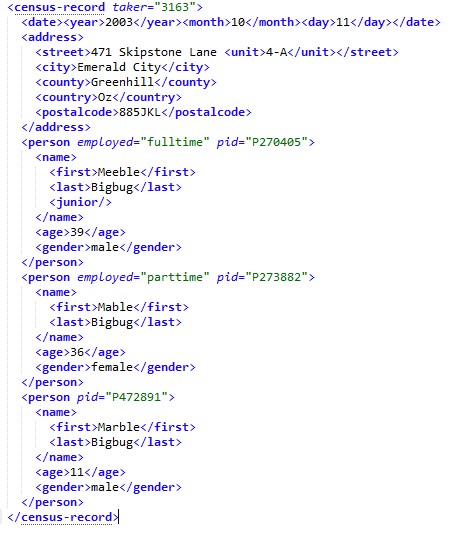 <census-record taker="3163">
<date><year>2003</year><month>10</month><day>11</day></date>
<address>
<street>471 Skipstone Lane <unit>4-A</unit></street>
<city>Emerald City</city>
<county>Greenhill</county>
<country>Oz</country>
<postalcode>885JKL</postalcode>
</address>
<person employed="fulltime" pid="P270405">
<name>
<first>Meeble</first>
<last>Bigbug</last>
<junior/>
</name>
<age>39</age>
<gender>male</gender>
</person>
<person employed="parttime" pid="P273882">
<name>
<first>Mable</first>
<last>Bigbug</last>
</name>
<age>36</age>
<gender>female</gender>
</person>
<person pid="P472891">
<name>
<first>Marble</first>
<last>Bigbug</last>
</name>
<age>11</age>
<gender>male</gender>
</person>
</census-record>